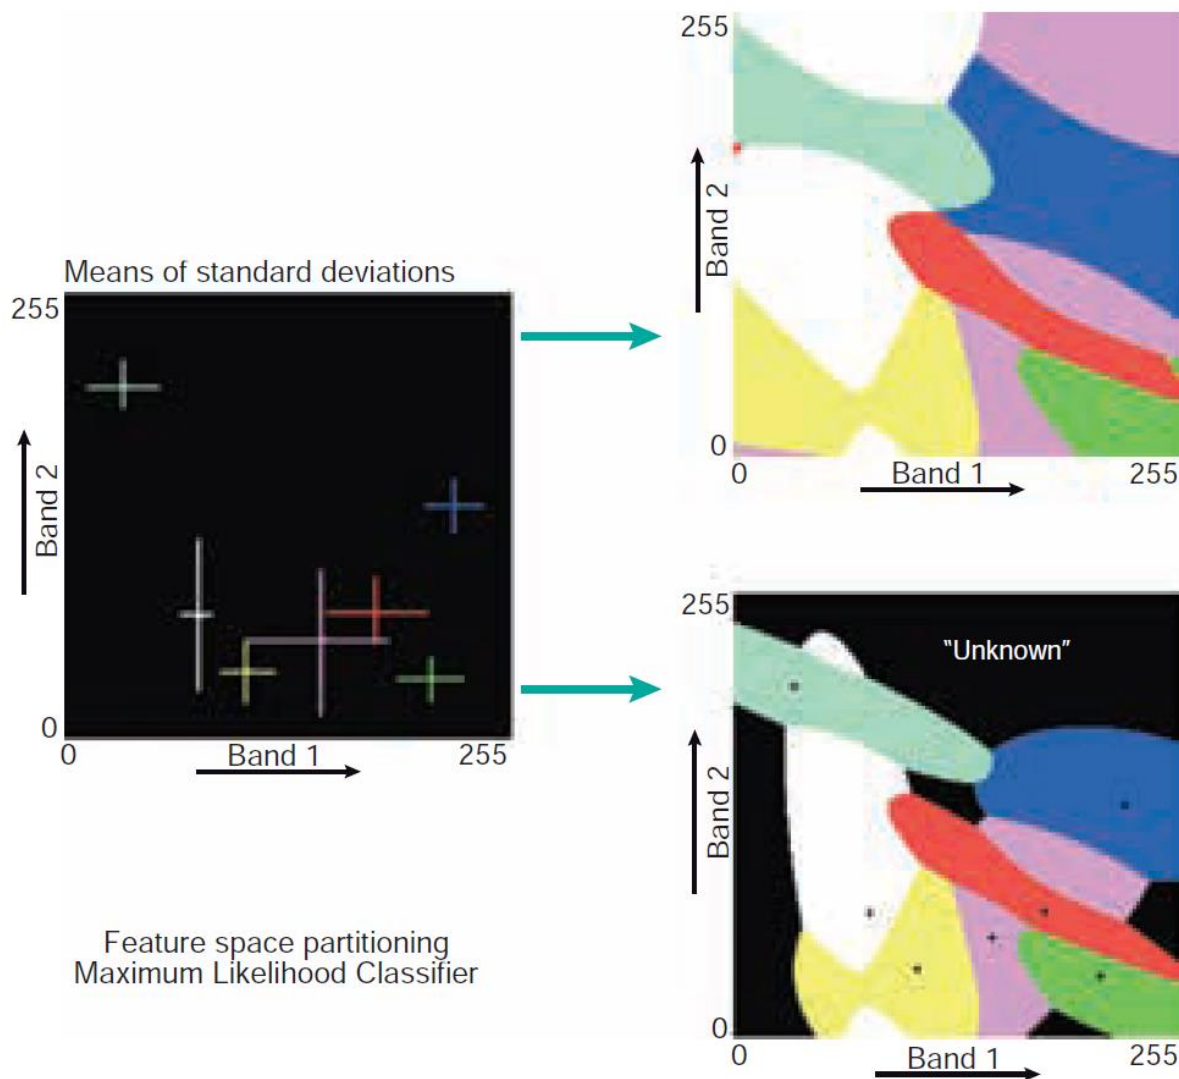 255
Band 2
0
0
Band 1
255
Means of standard deviations
255
Band 2
0
0
Band 1
255
Feature space partitioning
Maximum Likelihood Classifier
255
"Unknown"
Band 2
0
0
Band 1
255